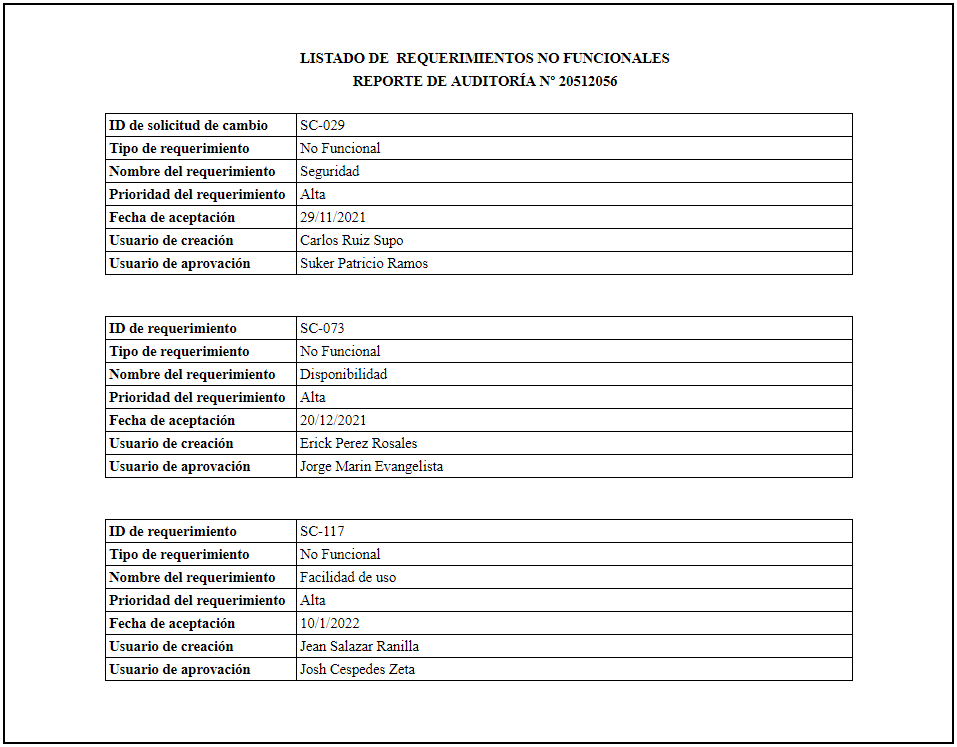 LISTADO DE REQUERIMIENTOS NO FUNCIONALES
REPORTE DE AUDITORÍA Nº 20512056
ID de solicitud de cambio SC-029
Tipo de requerimiento No Funcional
Nombre del requerimiento Seguridad
Prioridad del requerimiento Alta
Fecha de aceptación 29/11/2021
Usuario de creación Carlos Ruiz Supo
Usuario de aprovación Suker Patricio Ramos
ID de requerimiento SC-073
Tipo de requerimiento No Funcional
Nombre del requerimiento Disponibilidad
Prioridad del requerimiento Alta
Fecha de aceptación 20/12/2021
Usuario de creación Erick Perez Rosales
Usuario de aprovación Jorge Marin Evangelista
ID de requerimiento SC-117
Tipo de requerimiento No Funcional
Nombre del requerimiento Facilidad de uso
Prioridad del requerimiento Alta
Fecha de aceptación 10/1/2022
Usuario de creación Jean Salazar Ranilla
Usuario de aprovación Josh Cespedes Zeta